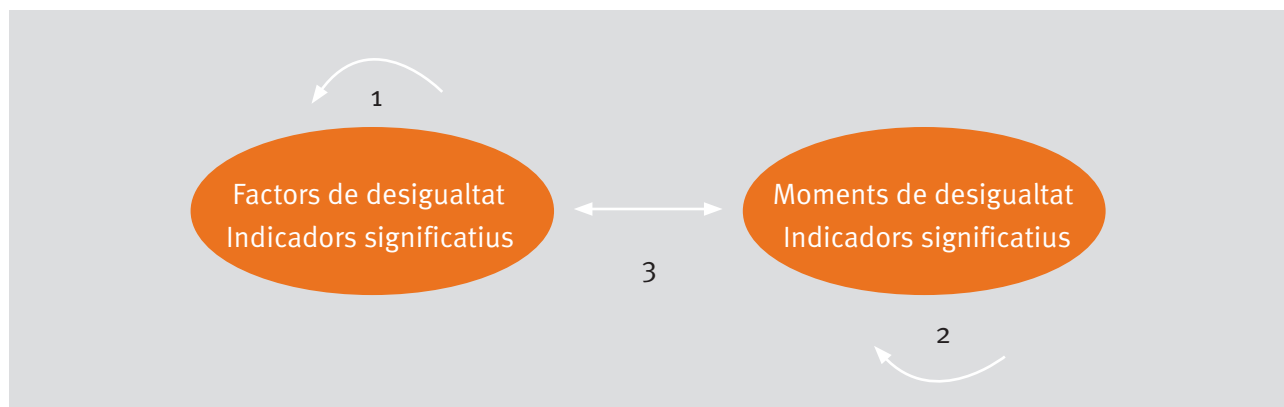 1
Factors de desigualtat
Indicadors significatius
Moments de desigualtat
Indicadors significatius
3
2